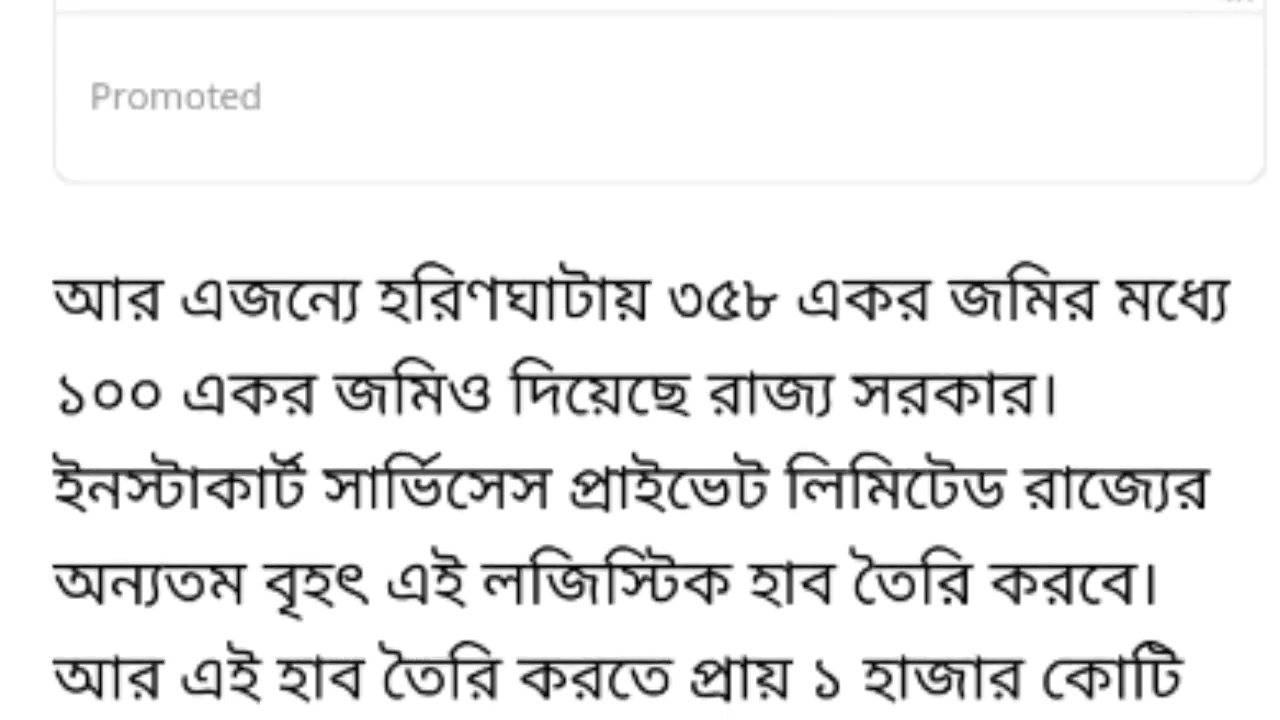 Promoted
আর এজন্যে হরিণঘাটায় ৩৫৮ একর জমির মধ্যে
১০০ একর জমিও দিয়েছে রাজ্য সরকার।
ইনস্টাকার্ট সার্ভিসেস প্রাইভেট লিমিটেড রাজ্যের
অন্যতম বৃহৎ এই লজিস্টিক হাব তৈরি করবে।
আর এই হাব তৈরি করতে প্রায় ১ হাজার কোটি